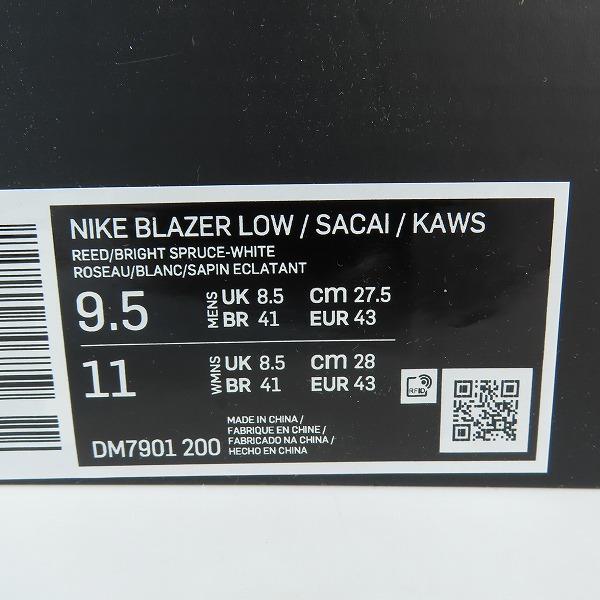 NIKE BLAZER LOW / SACAI / KAWS
REED/BRIGHT SPRUCE-WHITE
ROSEAU/BLANC/SAPIN ECLATANT
9.5 MENS UK 8.5 cm 27.5
BR 41 EUR 43
11 WMNS UK 8.5 cm 28
BR 41 EUR 43
RFID
DM7901 200
MADE IN CHINA /
FABRIQUE EN CHINE /
FABRICADO NA CHINA /
HECHO EN CHINA